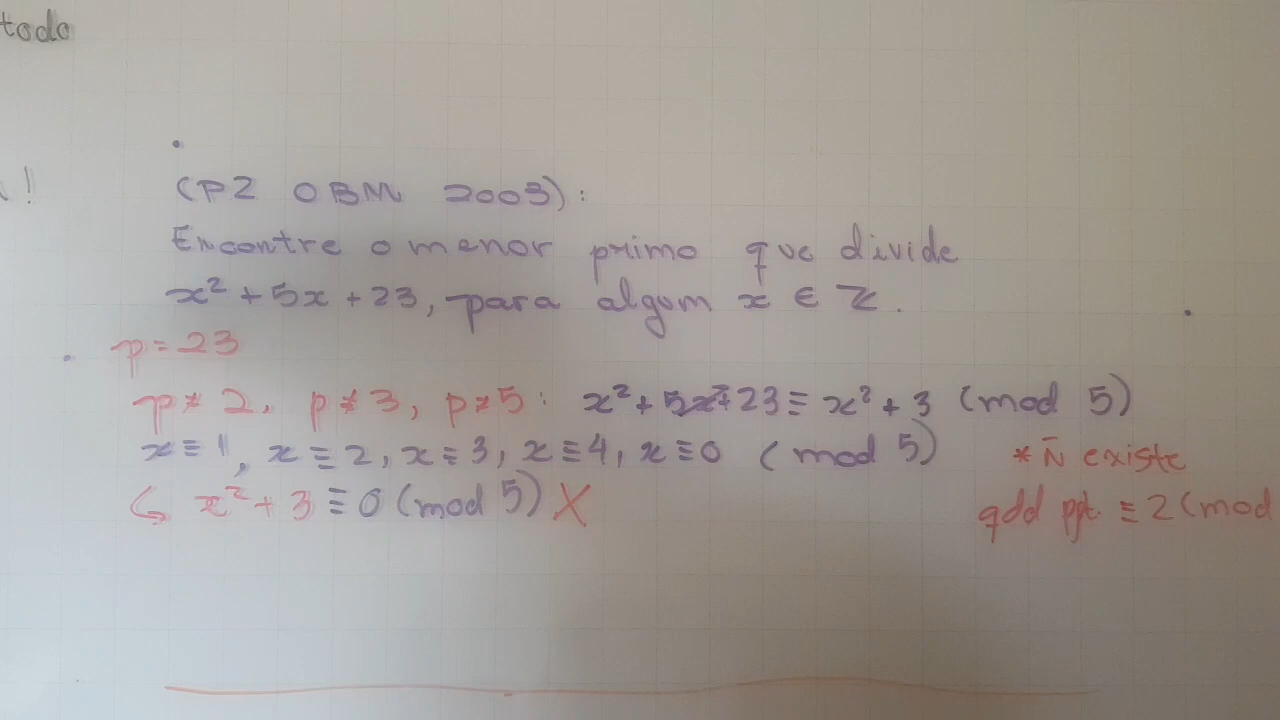 todo
!
(P2 OBM 2003):
Encontre o menor primo que divide
x² + 5x + 23, para algum x ∈ ℤ.
p = 23
p ≠ 2, p ≠ 3, p ≠ 5: x² + 5x + 23 ≡ x² + 3 (mod 5)
x ≡ 1, x ≡ 2, x ≡ 3, x ≡ 4, x ≡ 0 (mod 5) * Ñ existe
↳ x² + 3 ≡ 0 (mod 5) X qdd ppt. ≡ 2 (mod